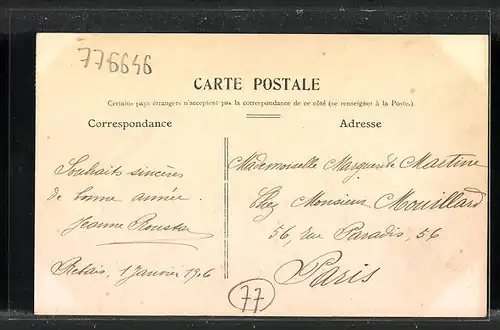 776646
CARTE POSTALE
Certains pays étrangers n'acceptent pas la correspondance de ce côté (se renseigner à la Poste.)
Correspondance
Adresse
Souhaits sincères
de bonne année.
Jeanne
Rebais, 1 Janvier 1906
Mademoiselle Marguerite Martine
Chez Monsieur Mouillard
56, rue Paradis, 56
Paris
77